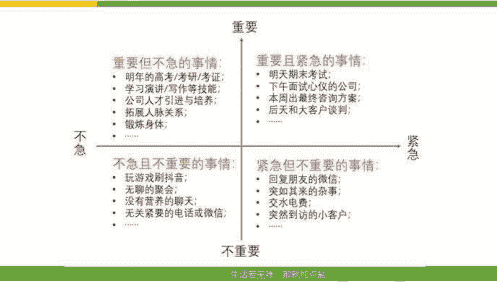 重要
重要但不急的事情：
• 明年的高考/考研/考证；
• 学习演讲/写作等技能；
• 公司人才引进与培养；
• 拓展人脉关系；
• 锻炼身体；
• ……
重要且紧急的事情：
• 明天期末考试；
• 下午面试心仪的公司；
• 本周出最终咨询方案；
• 后天和大客户谈判；
• ……
不急
紧急
不急且不重要的事情：
• 玩游戏刷抖音；
• 无聊的聚会；
• 没有营养的聊天；
• 无关紧要的电话或微信；
• ……
紧急但不重要的事情：
• 回复朋友的微信；
• 突如其来的杂事；
• 交水电费；
• 突然到访的小客户；
• ……
不重要